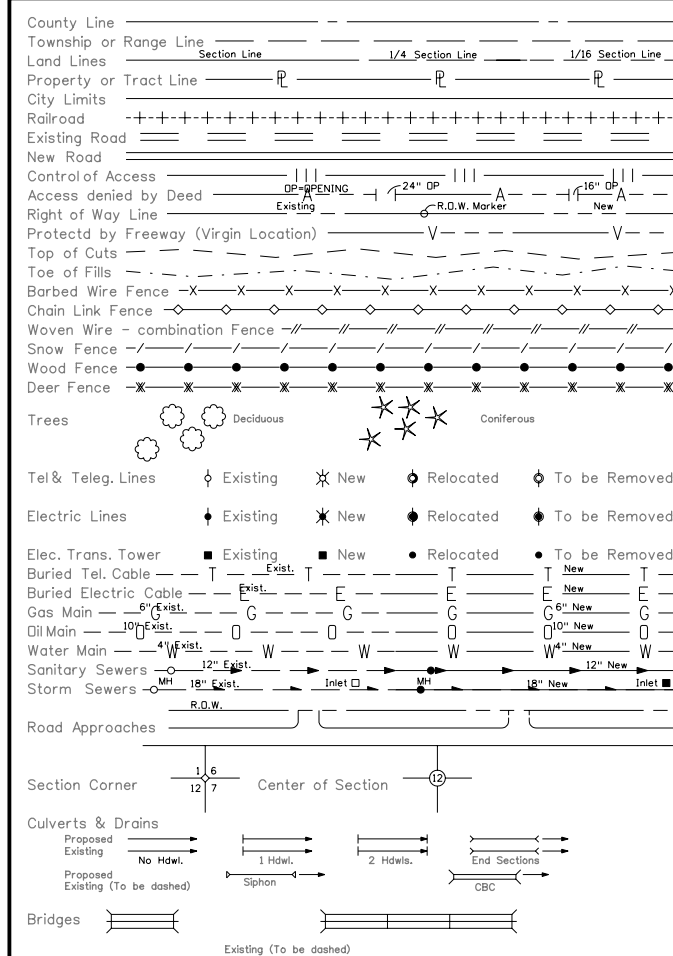 County Line
Township or Range Line
Land Lines Section Line 1/4 Section Line 1/16 Section Line
Property or Tract Line PL PL PL
City Limits
Railroad
Existing Road
New Road
Control of Access
Access denied by Deed OP=OPENING A 24" OP A 16" OP A
Right of Way Line Existing R.O.W. Marker New
Protectd by Freeway (Virgin Location) V V
Top of Cuts
Toe of Fills
Barbed Wire Fence X X X X X X X X X X
Chain Link Fence
Woven Wire - combination Fence
Snow Fence
Wood Fence
Deer Fence
Trees Deciduous Coniferous
Tel & Teleg. Lines Existing New Relocated To be Removed
Electric Lines Existing New Relocated To be Removed
Elec. Trans. Tower Existing New Relocated To be Removed
Buried Tel. Cable T Exist. T T T New T
Buried Electric Cable E Exist. E E E New E
Gas Main 6" Exist. G G G G G 6" New G
Oil Main 10" Exist. O O O O O 10" New O
Water Main 4" Exist. W W W W W 4" New W
Sanitary Sewers 12" Exist. 12" New
Storm Sewers MH 18" Exist. Inlet MH 18" New Inlet
R.O.W.
Road Approaches
Section Corner 1 6 12 7 Center of Section 12
Culverts & Drains
Proposed
Existing
No Hdwl. 1 Hdwl. 2 Hdwls. End Sections
Proposed
Existing (To be dashed) Siphon CBC
Bridges
Existing (To be dashed)